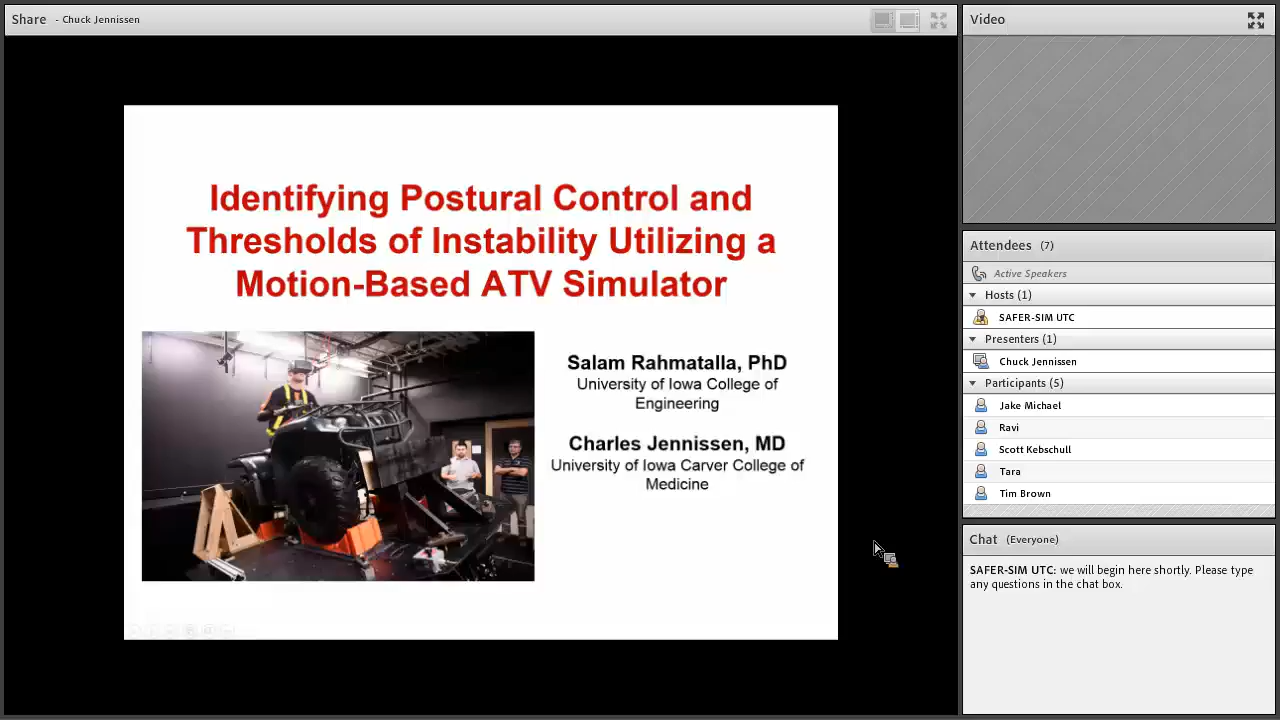 Share - Chuck Jennissen
Identifying Postural Control and
Thresholds of Instability Utilizing a
Motion-Based ATV Simulator
Salam Rahmatalla, PhD
University of Iowa College of
Engineering
Charles Jennissen, MD
University of Iowa Carver College of
Medicine
Video
Attendees (7)
Active Speakers
Hosts (1)
SAFER-SIM UTC
Presenters (1)
Chuck Jennissen
Participants (5)
Jake Michael
Ravi
Scott Kebschull
Tara
Tim Brown
Chat (Everyone)
SAFER-SIM UTC: we will begin here shortly. Please type
any questions in the chat box.